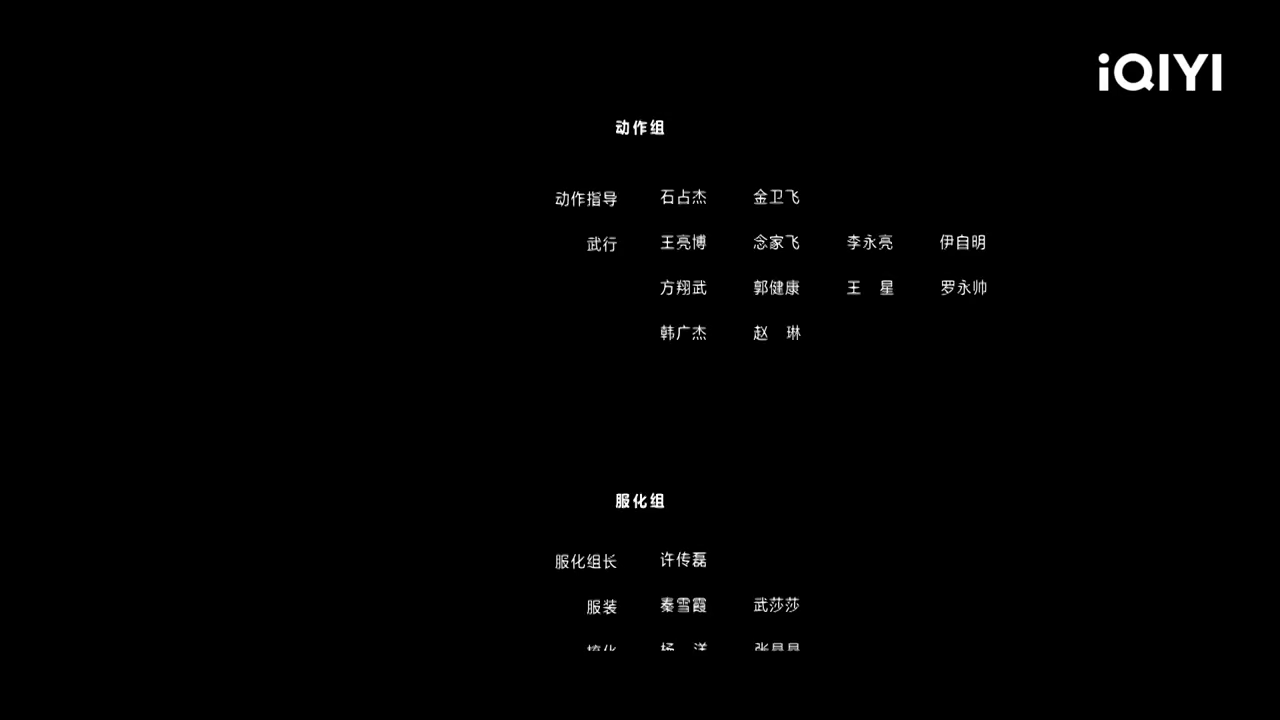 iQIYI
动作组
动作指导 石占杰 金卫飞
武行 王亮博 念家飞 李永亮 伊自明
方翔武 郭健康 王 星 罗永帅
韩广杰 赵 琳
服化组
服化组长 许传磊
服装 秦雪霞 武莎莎